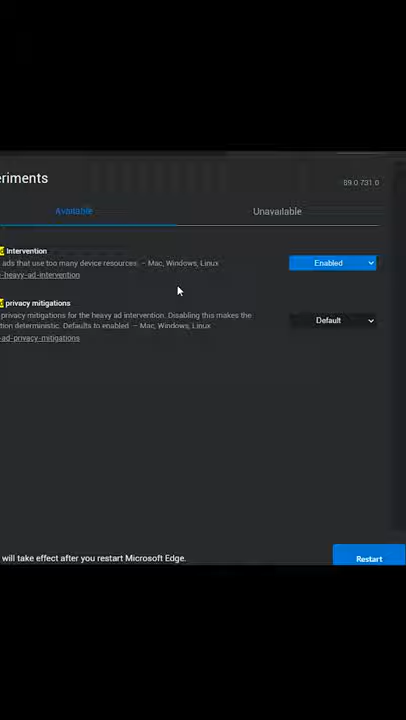 eriments
89.0.731.0
Available
Unavailable
d Intervention
ads that use too many device resources. – Mac, Windows, Linux
-heavy-ad-intervention
Enabled
d privacy mitigations
privacy mitigations for the heavy ad intervention. Disabling this makes the
tion deterministic. Defaults to enabled – Mac, Windows, Linux
-ad-privacy-mitigations
Default
will take effect after you restart Microsoft Edge.
Restart